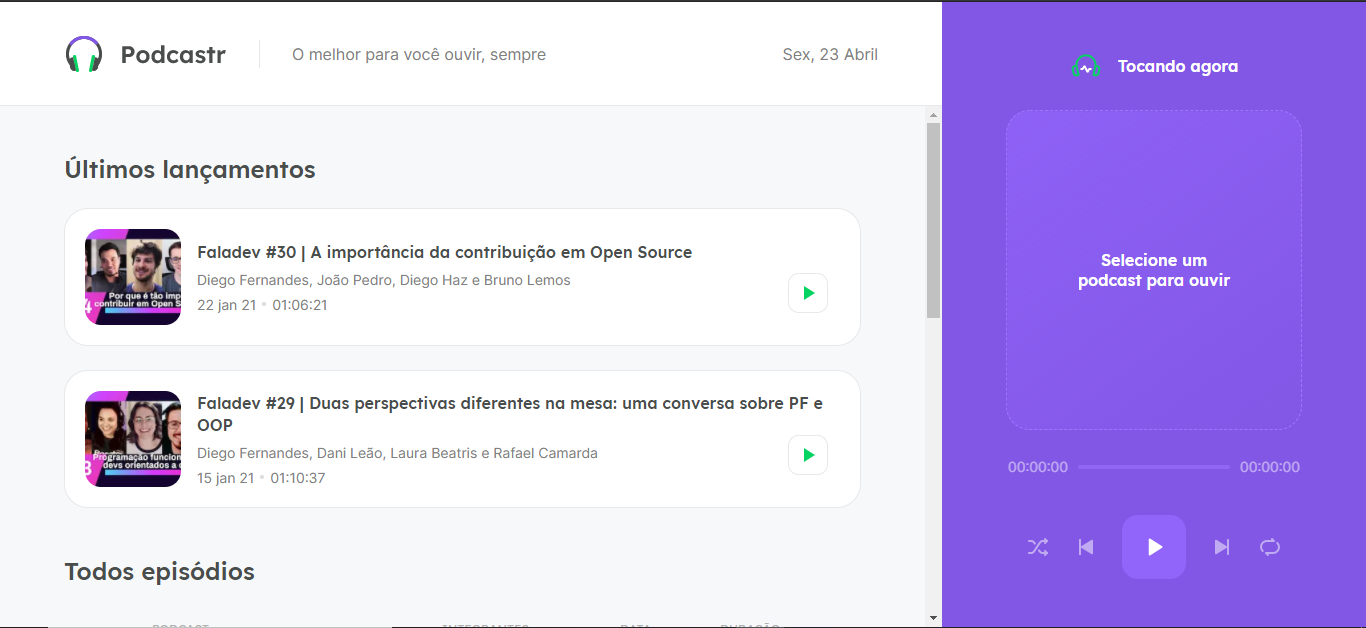 Podcastr
O melhor para você ouvir, sempre
Sex, 23 Abril
Últimos lançamentos
Por que é tão imp
contribuir em Open S
Faladev #30 | A importância da contribuição em Open Source
Diego Fernandes, João Pedro, Diego Haz e Bruno Lemos
22 jan 21 • 01:06:21
Programação funcion
devs orientados a
Faladev #29 | Duas perspectivas diferentes na mesa: uma conversa sobre PF e
OOP
Diego Fernandes, Dani Leão, Laura Beatris e Rafael Camarda
15 jan 21 • 01:10:37
Todos episódios
PODCAST
INTEGRANTES
DATA
DURAÇÃO
Tocando agora
Selecione um
podcast para ouvir
00:00:00
00:00:00